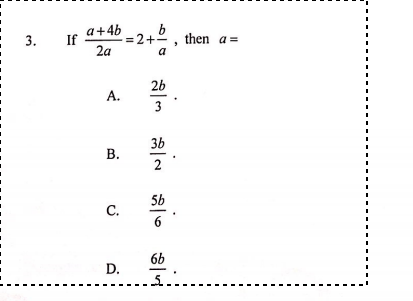 3. If (a+4b)/(2a) = 2 + b/a , then a =
A. 2b/3 .
B. 3b/2 .
C. 5b/6 .
D. 6b/5 .